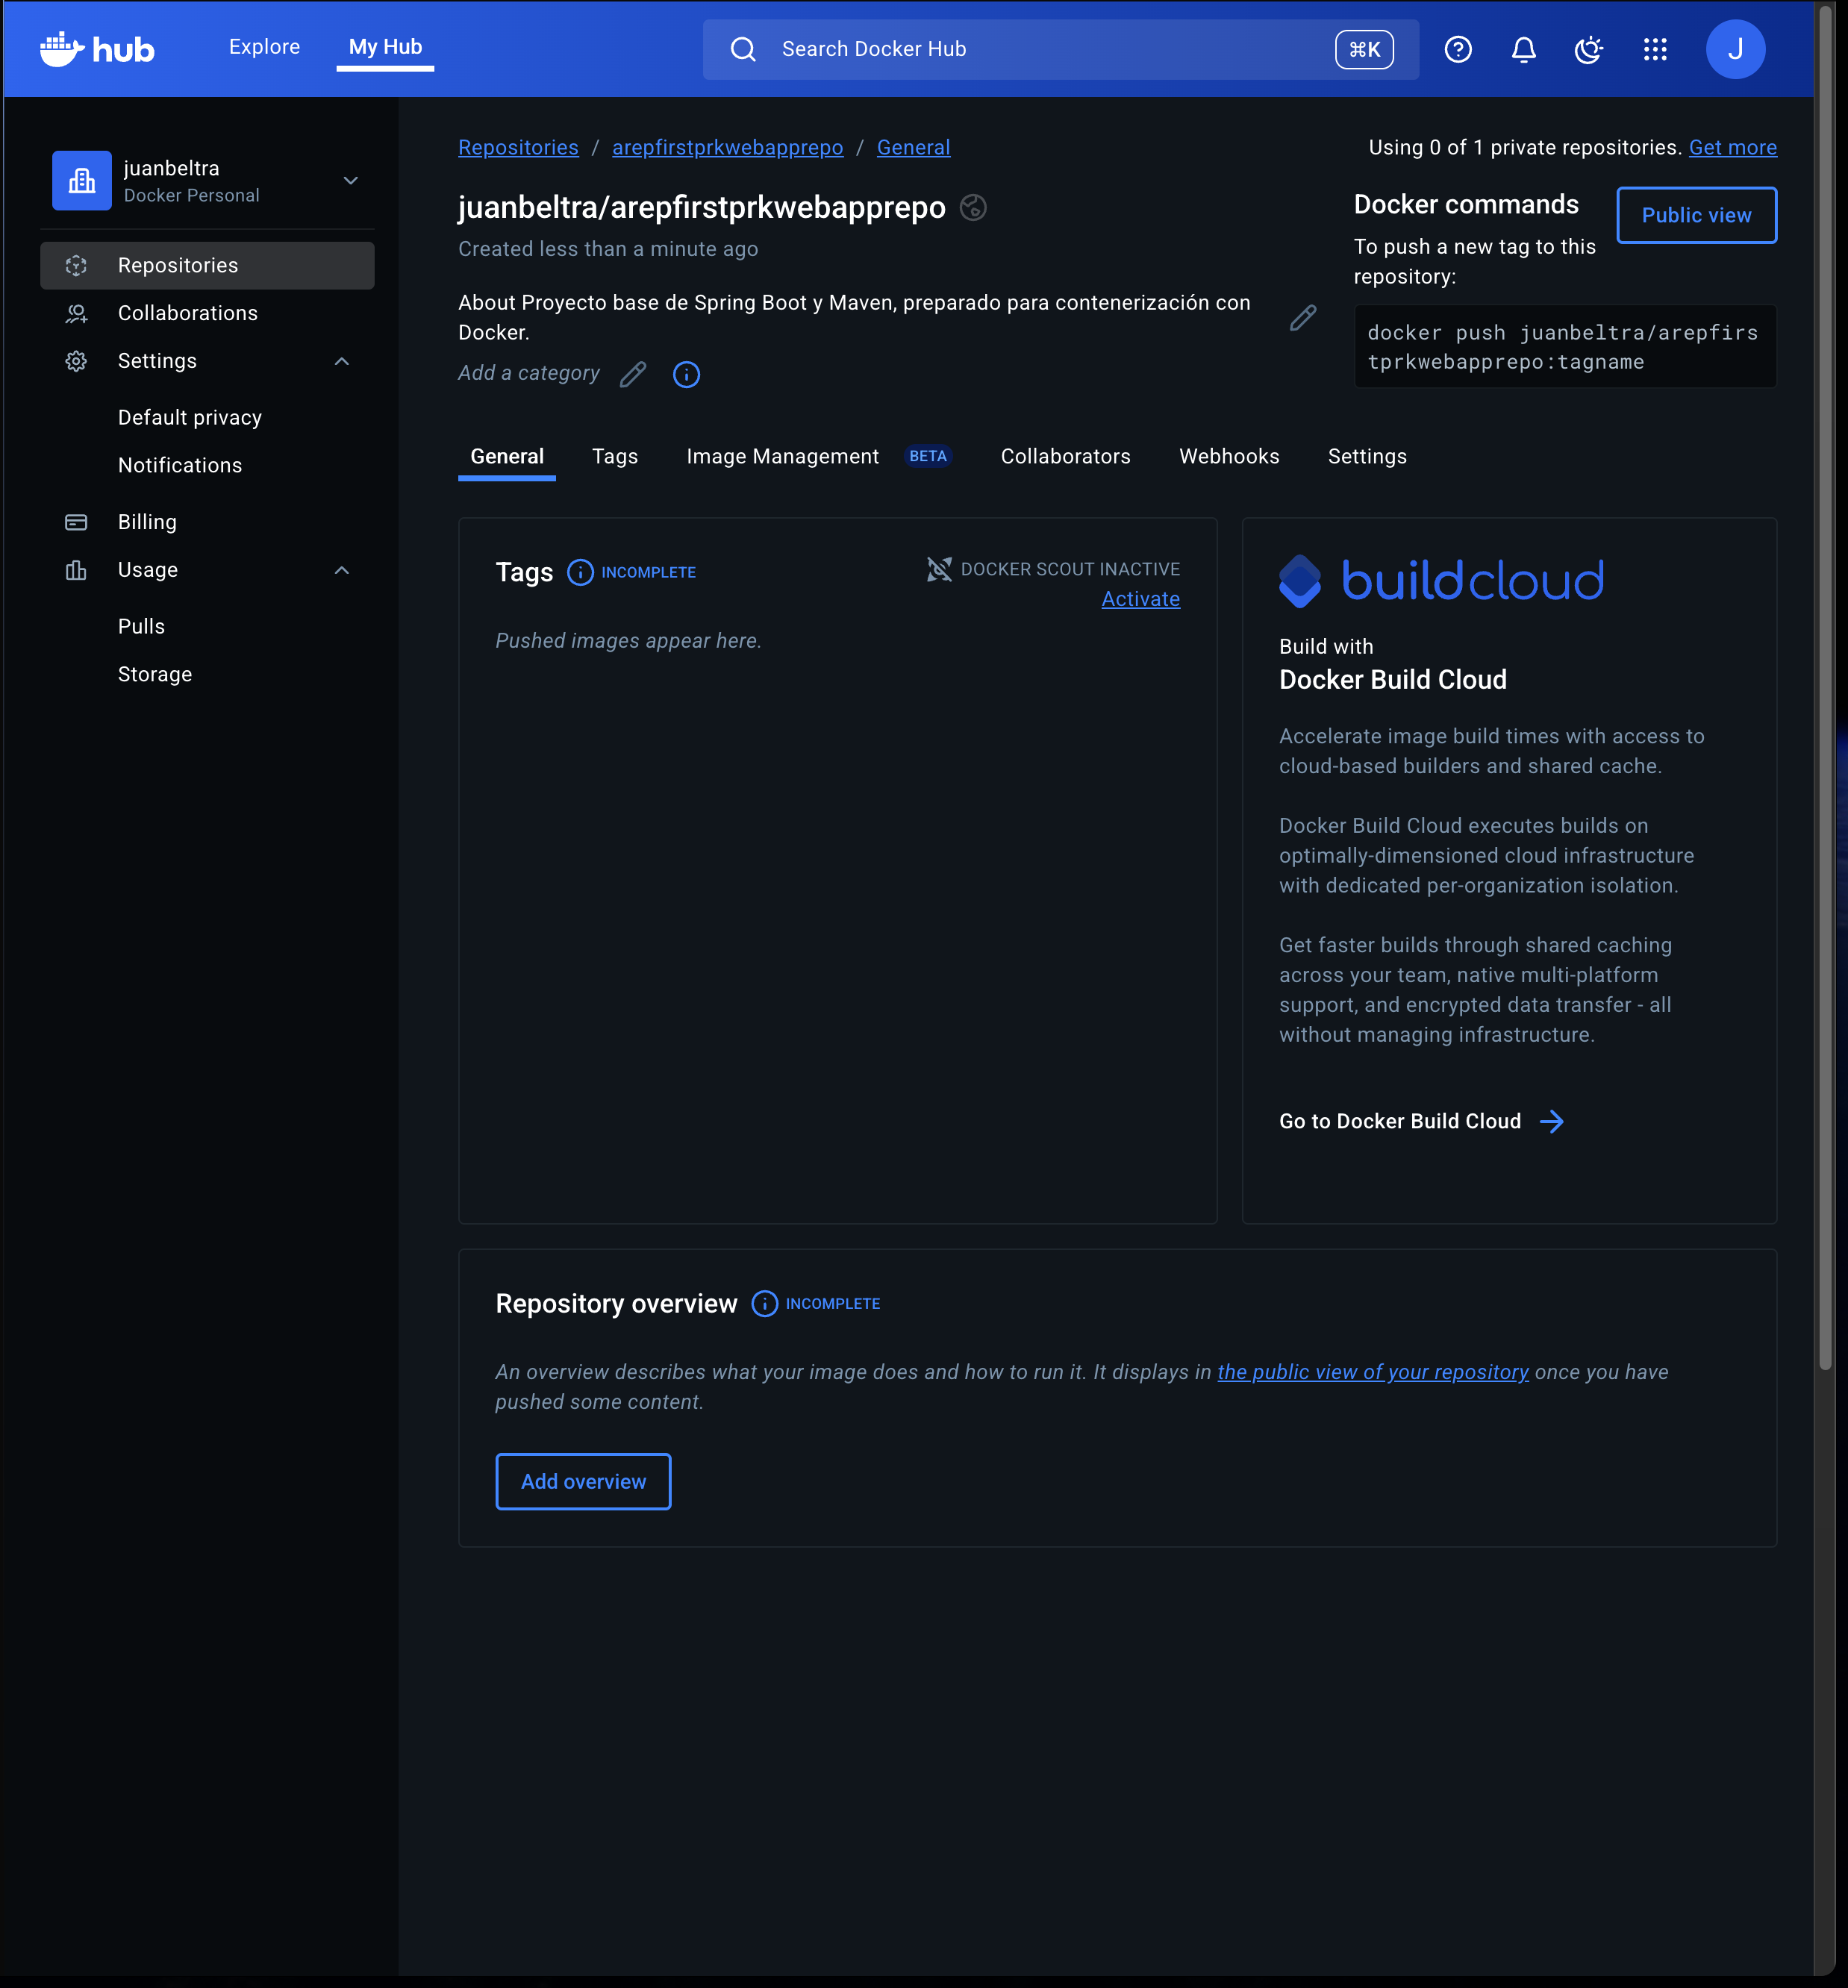 hub
Explore
My Hub
Search Docker Hub
⌘K
J
juanbeltra
Docker Personal
Repositories
Collaborations
Settings
Default privacy
Notifications
Billing
Usage
Pulls
Storage
Repositories / arepfirstprkwebapprepo / General
Using 0 of 1 private repositories. Get more
juanbeltra/arepfirstprkwebapprepo
Created less than a minute ago
About Proyecto base de Spring Boot y Maven, preparado para contenerización con
Docker.
Add a category
Docker commands
Public view
To push a new tag to this
repository:
docker push juanbeltra/arepfirs
tprkwebapprepo:tagname
General
Tags
Image Management BETA
Collaborators
Webhooks
Settings
Tags INCOMPLETE
DOCKER SCOUT INACTIVE
Activate
Pushed images appear here.
buildcloud
Build with
Docker Build Cloud
Accelerate image build times with access to
cloud-based builders and shared cache.
Docker Build Cloud executes builds on
optimally-dimensioned cloud infrastructure
with dedicated per-organization isolation.
Get faster builds through shared caching
across your team, native multi-platform
support, and encrypted data transfer - all
without managing infrastructure.
Go to Docker Build Cloud
Repository overview INCOMPLETE
An overview describes what your image does and how to run it. It displays in the public view of your repository once you have
pushed some content.
Add overview